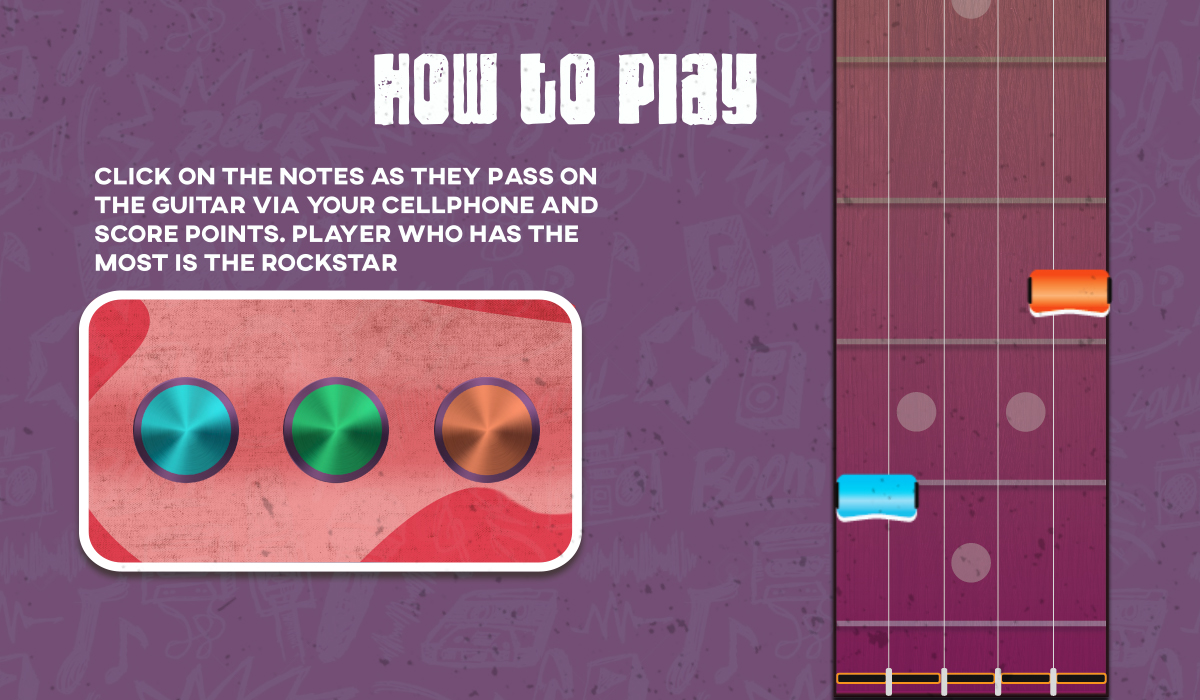 How to Play
CLICK ON THE NOTES AS THEY PASS ON
THE GUITAR VIA YOUR CELLPHONE AND
SCORE POINTS. PLAYER WHO HAS THE
MOST IS THE ROCKSTAR
BOOM